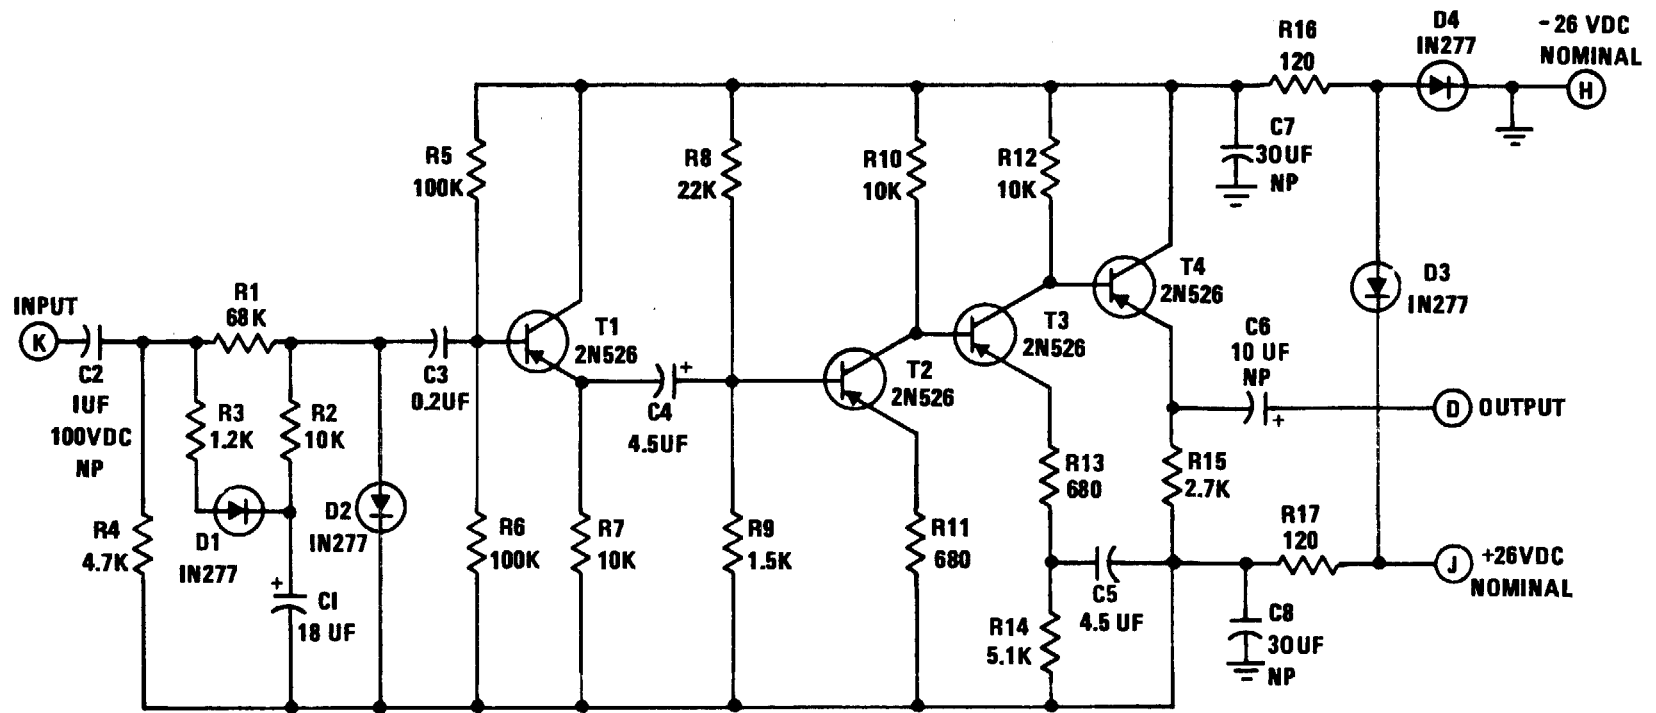 R16
120
D4
IN277
-26 VDC
NOMINAL
H
C7
30UF
NP
R5
100K
R8
22K
R10
10K
R12
10K
T4
2N526
D3
IN277
INPUT
K
C2
1UF
100VDC
NP
R1
68K
C3
0.2UF
T1
2N526
T2
2N526
T3
2N526
C6
10 UF
NP
+
D
OUTPUT
R3
1.2K
R2
10K
C4
+
4.5UF
R13
680
R15
2.7K
R4
4.7K
D1
IN277
D2
IN277
R6
100K
R7
10K
R9
1.5K
R11
680
R17
120
J
+26VDC
NOMINAL
+
C1
18 UF
C5
4.5 UF
R14
5.1K
C8
30UF
NP